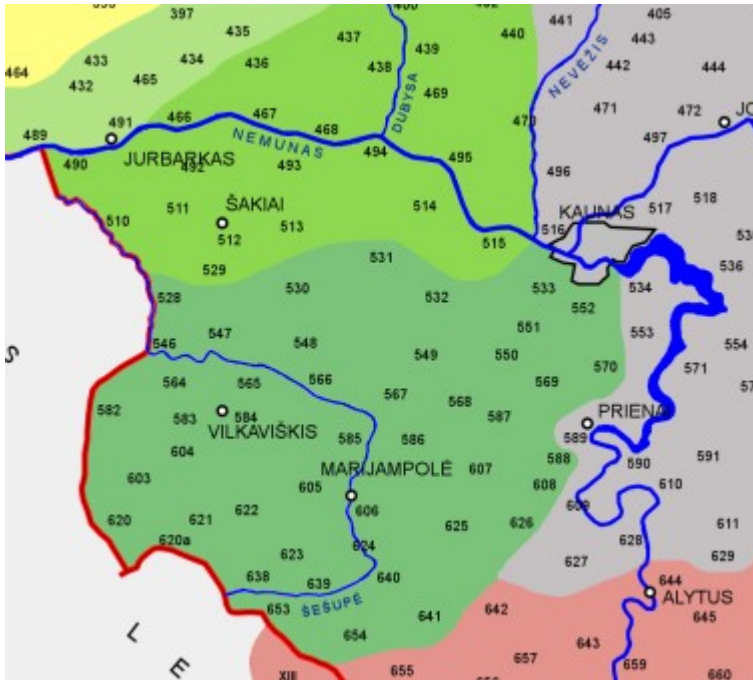 393 397 400 432 441 405
435 437 439 440 443
464 433 434 436 438 442 444
432 465 469 471 472 JO
489 491 466 467 468 470 497
NEMUNAS
DUBYSA
NEVĖŽIS
490 JURBARKAS 492 493 494 495 496
510 511 ŠAKIAI 513 514 516 KAUNAS 517 518
512 515
529 531 536
528 530 532 533 534
552
546 547 548 551 553 554
549 550
564 565 566 567 568 569 570 571
582 583 584 587 PRIENAI
VILKAVIŠKIS 585 586 589
604 588 590 591
603 605 MARIJAMPOLĖ 607 608 610
606 609
620 621 622 625 626 611
620a 623 624 627 628 629
638 639 640 644
653 ŠEŠUPĖ 641 642 ALYTUS
645
654 643
L 657 659
E XIII 655 660
S